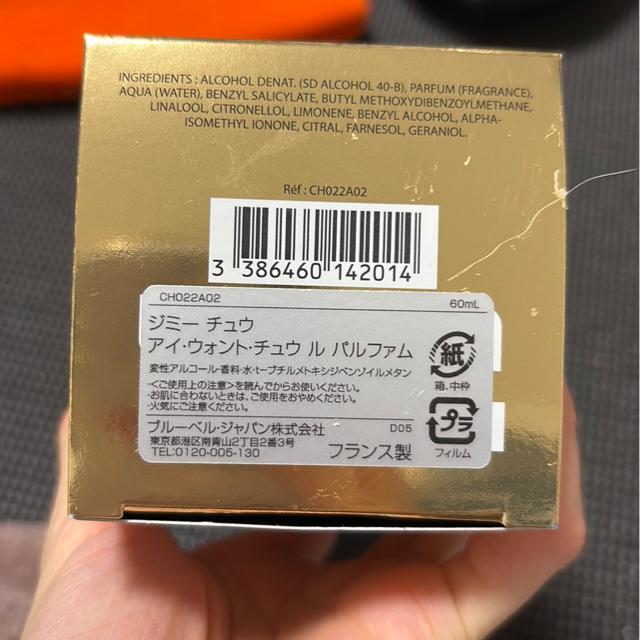 INGREDIENTS : ALCOHOL DENAT. (SD ALCOHOL 40-B), PARFUM (FRAGRANCE),
AQUA (WATER), BENZYL SALICYLATE, BUTYL METHOXYDIBENZOYLMETHANE,
LINALOOL, CITRONELLOL, LIMONENE, BENZYL ALCOHOL, ALPHA-
ISOMETHYL IONONE, CITRAL, FARNESOL, GERANIOL.
Réf : CH022A02
3 386460 142014
CH022A02 60mL
ジミー チュウ
アイ・ウォント・チュウ ル パルファム
変性アルコール・香料・水・t-ブチルメトキシジベンゾイルメタン
<ご使用上の注意>を読んでからお使いください。
・お肌に合わないときは、ご使用をおやめください。
・火気にご注意ください。
紙
箱、中枠
ブルーベル・ジャパン株式会社 D05
東京都港区南青山2丁目2番3号
TEL:0120-005-130 フランス製
プラ
フィルム